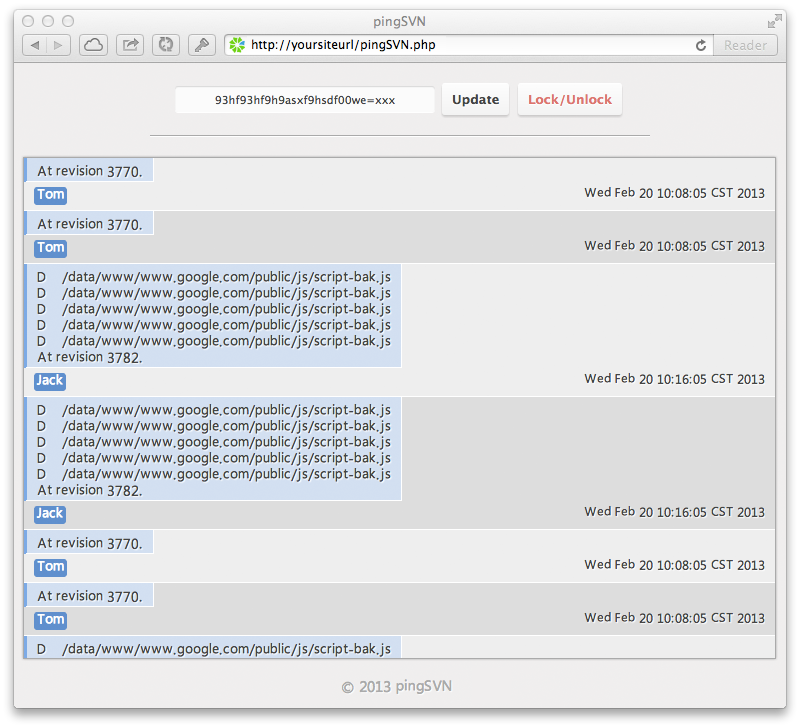 pingSVN
http://yoursiteurl/pingSVN.php
Reader
93hf93hf9h9asxf9hsdf00we=xxx Update Lock/Unlock
At revision 3770.
Tom Wed Feb 20 10:08:05 CST 2013
At revision 3770.
Tom Wed Feb 20 10:08:05 CST 2013
D /data/www/www.google.com/public/js/script-bak.js
D /data/www/www.google.com/public/js/script-bak.js
D /data/www/www.google.com/public/js/script-bak.js
D /data/www/www.google.com/public/js/script-bak.js
D /data/www/www.google.com/public/js/script-bak.js
At revision 3782.
Jack Wed Feb 20 10:16:05 CST 2013
D /data/www/www.google.com/public/js/script-bak.js
D /data/www/www.google.com/public/js/script-bak.js
D /data/www/www.google.com/public/js/script-bak.js
D /data/www/www.google.com/public/js/script-bak.js
D /data/www/www.google.com/public/js/script-bak.js
At revision 3782.
Jack Wed Feb 20 10:16:05 CST 2013
At revision 3770.
Tom Wed Feb 20 10:08:05 CST 2013
At revision 3770.
Tom Wed Feb 20 10:08:05 CST 2013
D /data/www/www.google.com/public/js/script-bak.js
© 2013 pingSVN